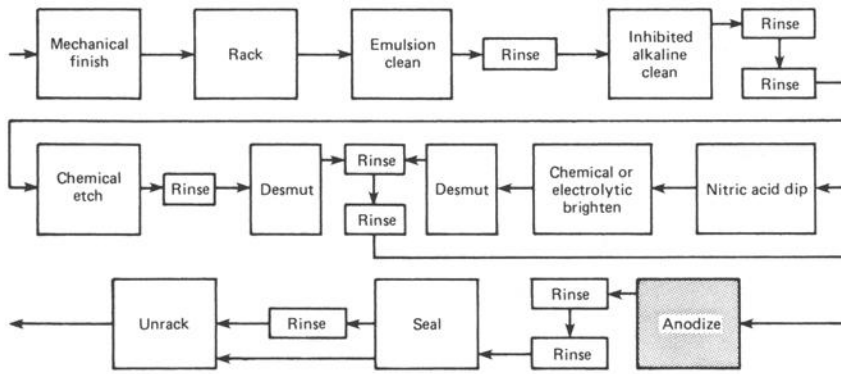 Mechanical
finish
Rack
Emulsion
clean
Rinse
Inhibited
alkaline
clean
Rinse
Rinse
Chemical
etch
Rinse
Desmut
Rinse
Rinse
Desmut
Chemical or
electrolytic
brighten
Nitric acid dip
Unrack
Rinse
Seal
Rinse
Rinse
Anodize